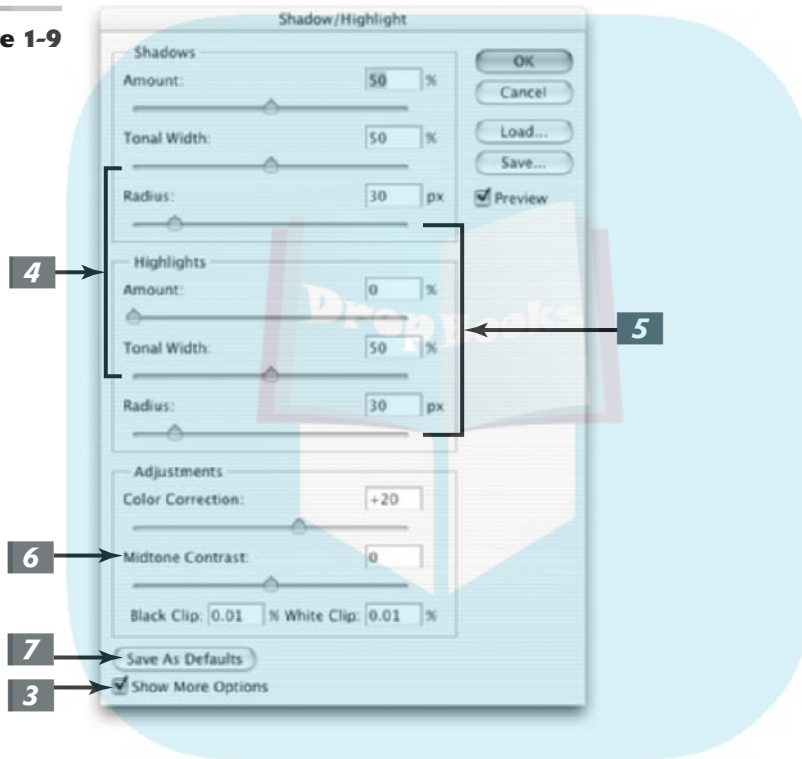 e 1-9
Shadow/Highlight
Shadows
Amount: 50 %
Tonal Width: 50 %
Radius: 30 px
Highlights
Amount: 0 %
Tonal Width: 50 %
Radius: 30 px
Adjustments
Color Correction: +20
Midtone Contrast: 0
Black Clip: 0.01 % White Clip: 0.01 %
Save As Defaults
Show More Options
OK
Cancel
Load...
Save...
Preview
DropBooks
4
5
6
7
3